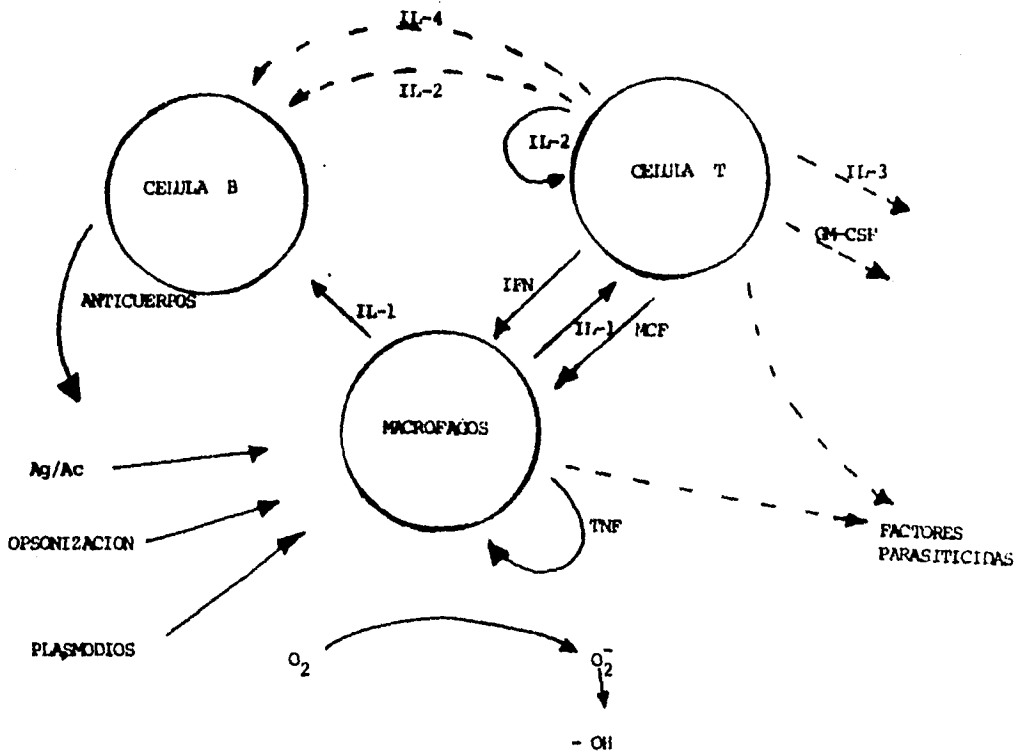 IL-4
IL-2
IL-2
CELULA B
CELULA T
IL-3
GM-CSF
ANTICUERPOS
IFN
IL-1
IL-1
MCF
MACROFAGOS
Ag/Ac
TNF
OPSONIZACION
FACTORES
PARASITICIDAS
PLASMODIOS
O₂
O₂⁻
- OH